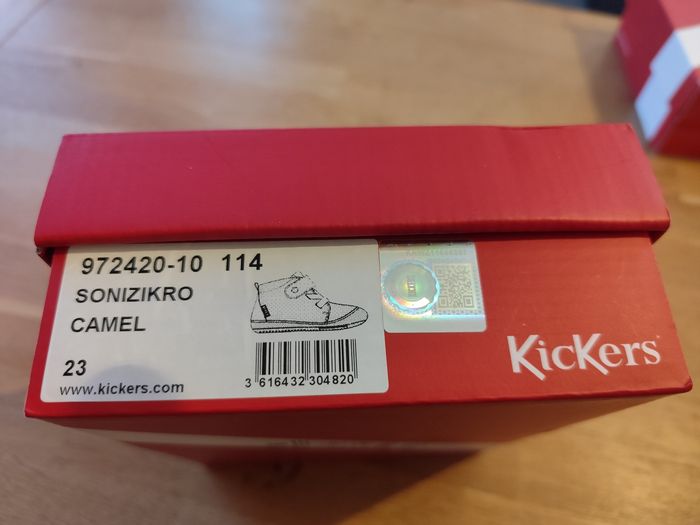 972420-10 114
SONIZIKRO
CAMEL
23
www.kickers.com
3 616432 304820
KicKers